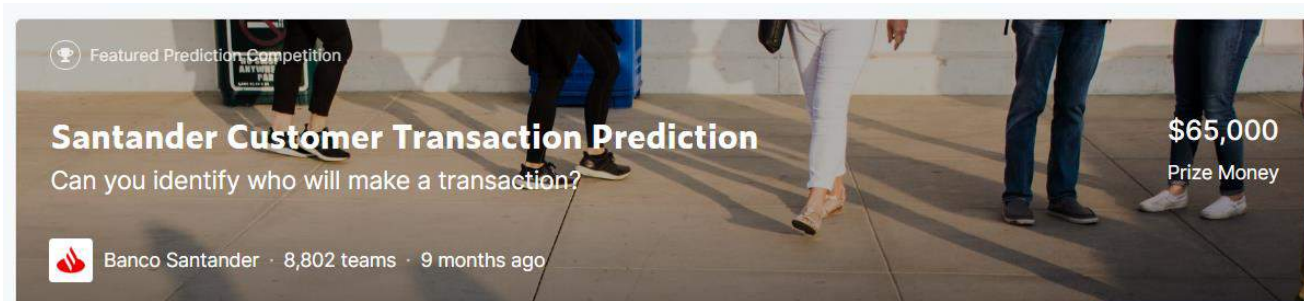 Featured Prediction Competition
ANYWHERE
Santander Customer Transaction Prediction
$65,000
Can you identify who will make a transaction?
Prize Money
Banco Santander · 8,802 teams · 9 months ago